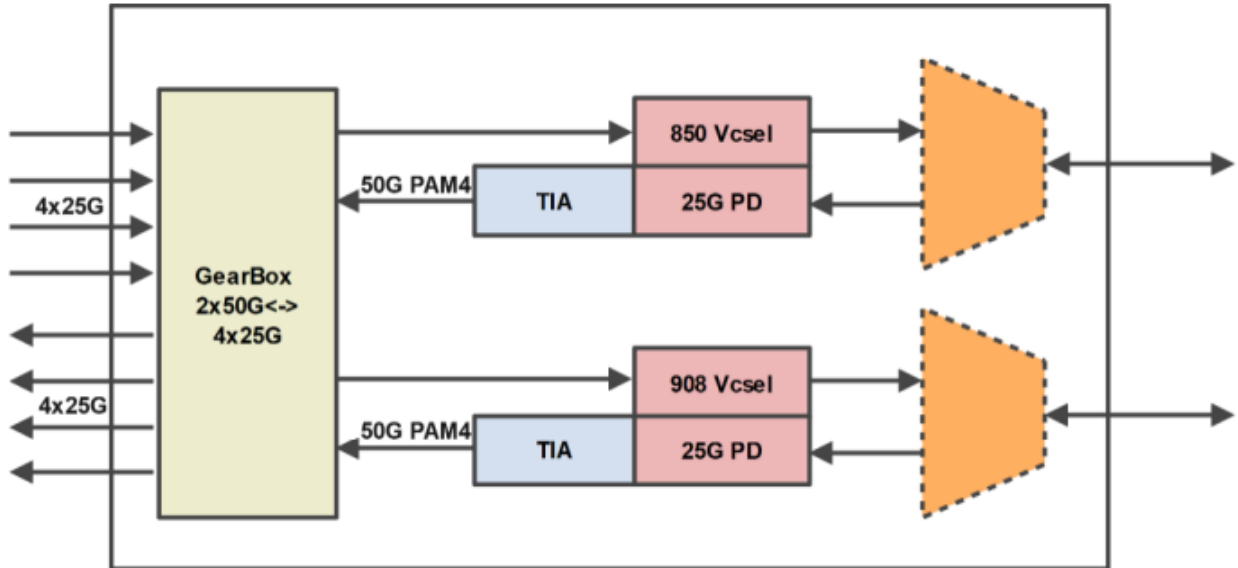 850 Vcsel
50G PAM4
TIA
25G PD
4x25G
GearBox
2x50G<->
4x25G
908 Vcsel
4x25G
50G PAM4
TIA
25G PD